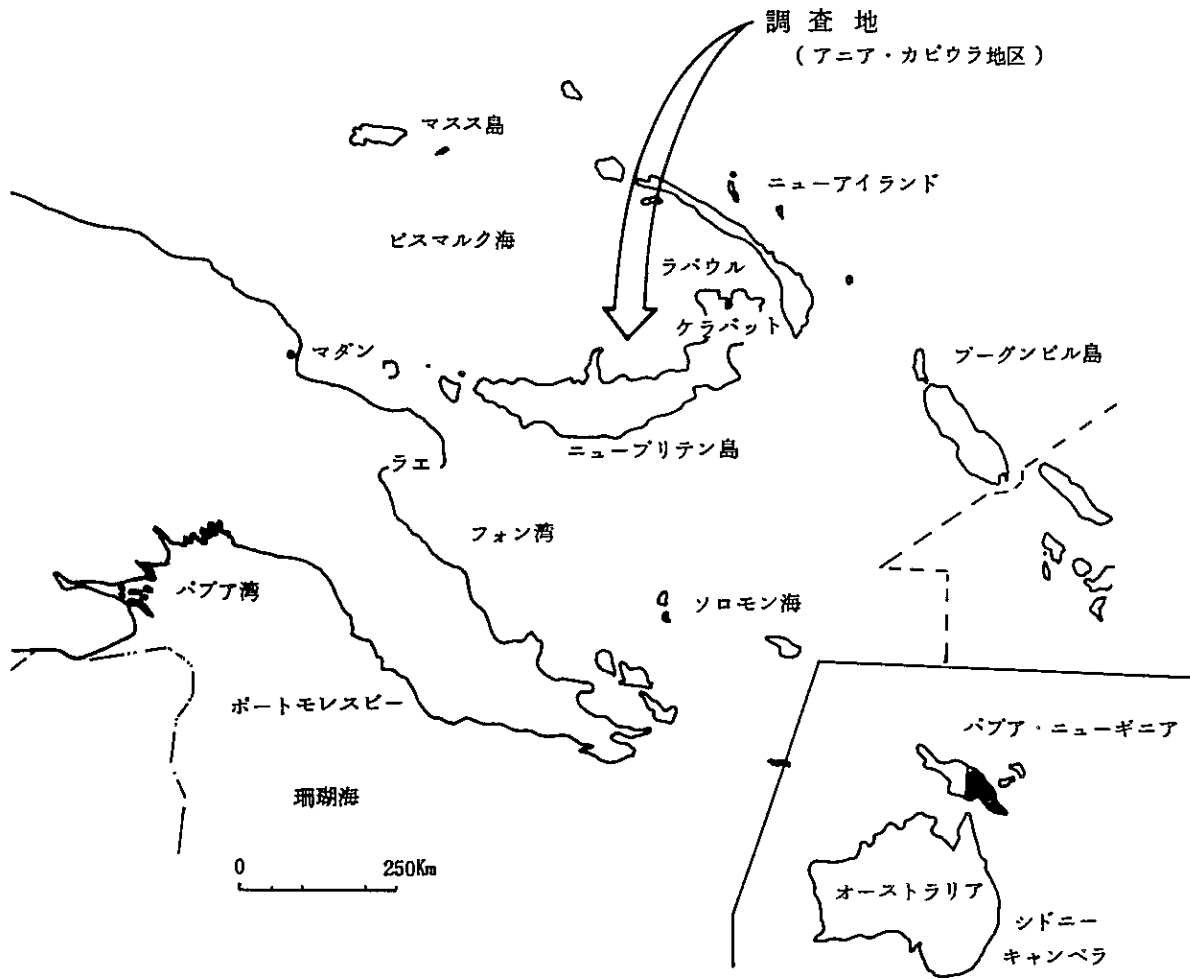 調査地
(アニア・カピウラ地区)
マスス島
ニューアイランド
ビスマルク海
ラバウル
ケラバット
マダン
ブーゲンビル島
ニューブリテン島
ラエ
フォン湾
パプア湾
ソロモン海
ポートモレスビー
パプア・ニューギニア
珊瑚海
0 250Km
オーストラリア
シドニー
キャンベラ